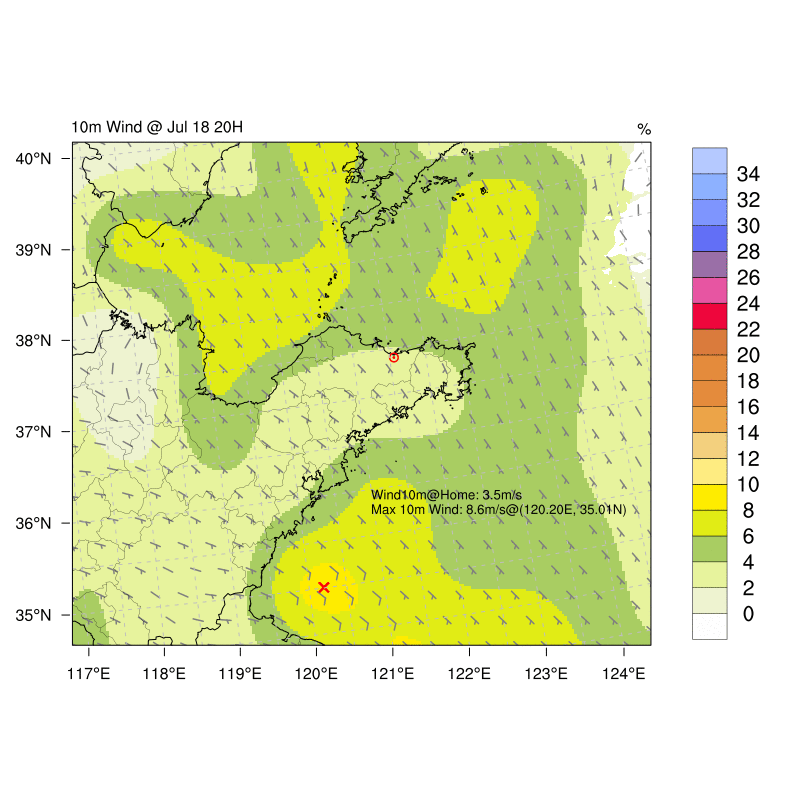 10m Wind @ Jul 18 20H
%
40°N
39°N
38°N
37°N
36°N
35°N
117°E
118°E
119°E
120°E
121°E
122°E
123°E
124°E
Wind10m@Home: 3.5m/s
Max 10m Wind: 8.6m/s@(120.20E, 35.01N)
34
32
30
28
26
24
22
20
18
16
14
12
10
8
6
4
2
0